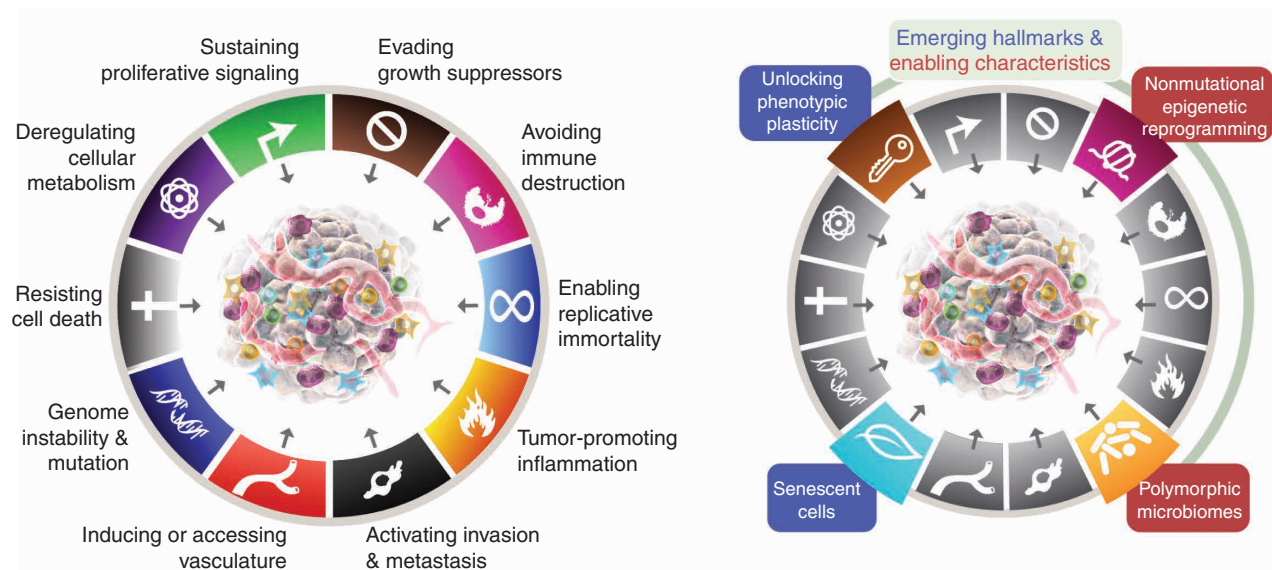 Sustaining
proliferative signaling
Evading
growth suppressors
Deregulating
cellular
metabolism
Avoiding
immune
destruction
Resisting
cell death
Enabling
replicative
immortality
Genome
instability &
mutation
Tumor-promoting
inflammation
Inducing or accessing
vasculature
Activating invasion
& metastasis
Emerging hallmarks &
enabling characteristics
Unlocking
phenotypic
plasticity
Nonmutational
epigenetic
reprogramming
Senescent
cells
Polymorphic
microbiomes